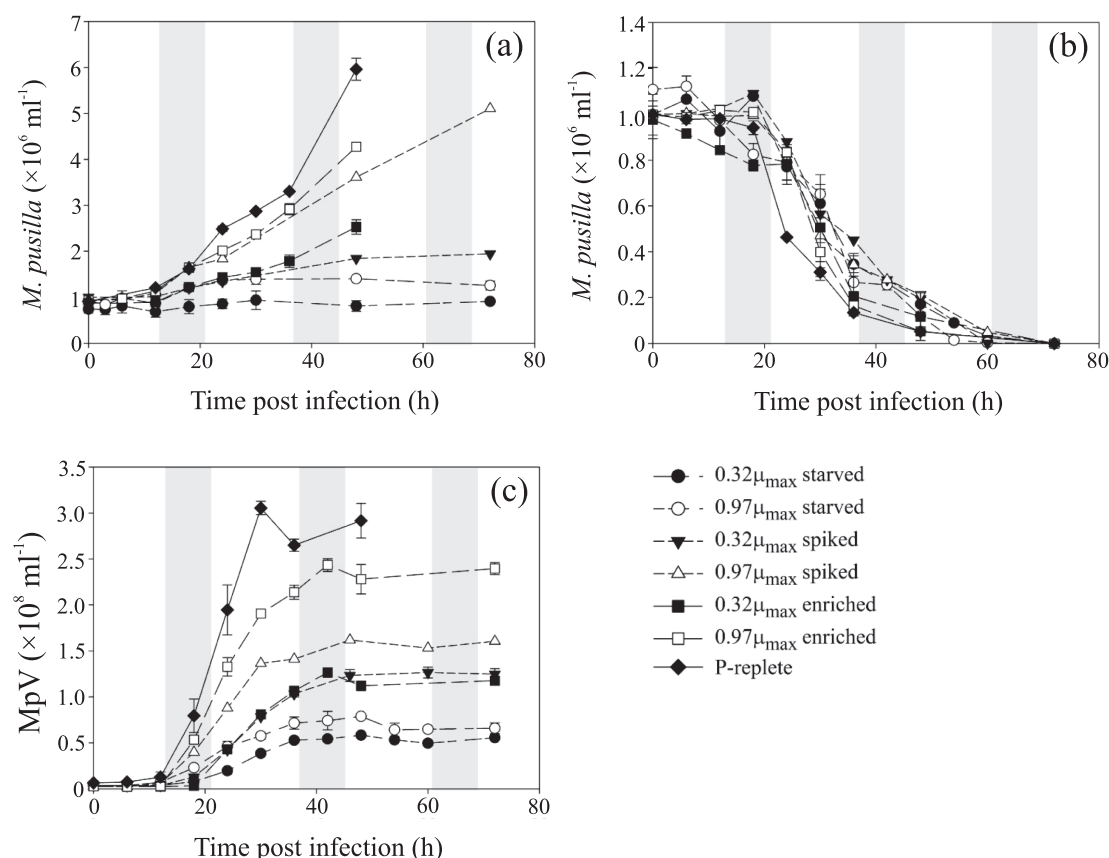 (a)
M. pusilla (×10⁶ ml⁻¹)
7
6
5
4
3
2
1
0
0 20 40 60 80
Time post infection (h)
(b)
M. pusilla (×10⁶ ml⁻¹)
1.4
1.2
1.0
0.8
0.6
0.4
0.2
0
0 20 40 60 80
Time post infection (h)
(c)
MpV (×10⁸ ml⁻¹)
3.5
3.0
2.5
2.0
1.5
1.0
0.5
0
0 20 40 60 80
Time post infection (h)
0.32μmax starved
0.97μmax starved
0.32μmax spiked
0.97μmax spiked
0.32μmax enriched
0.97μmax enriched
P-replete